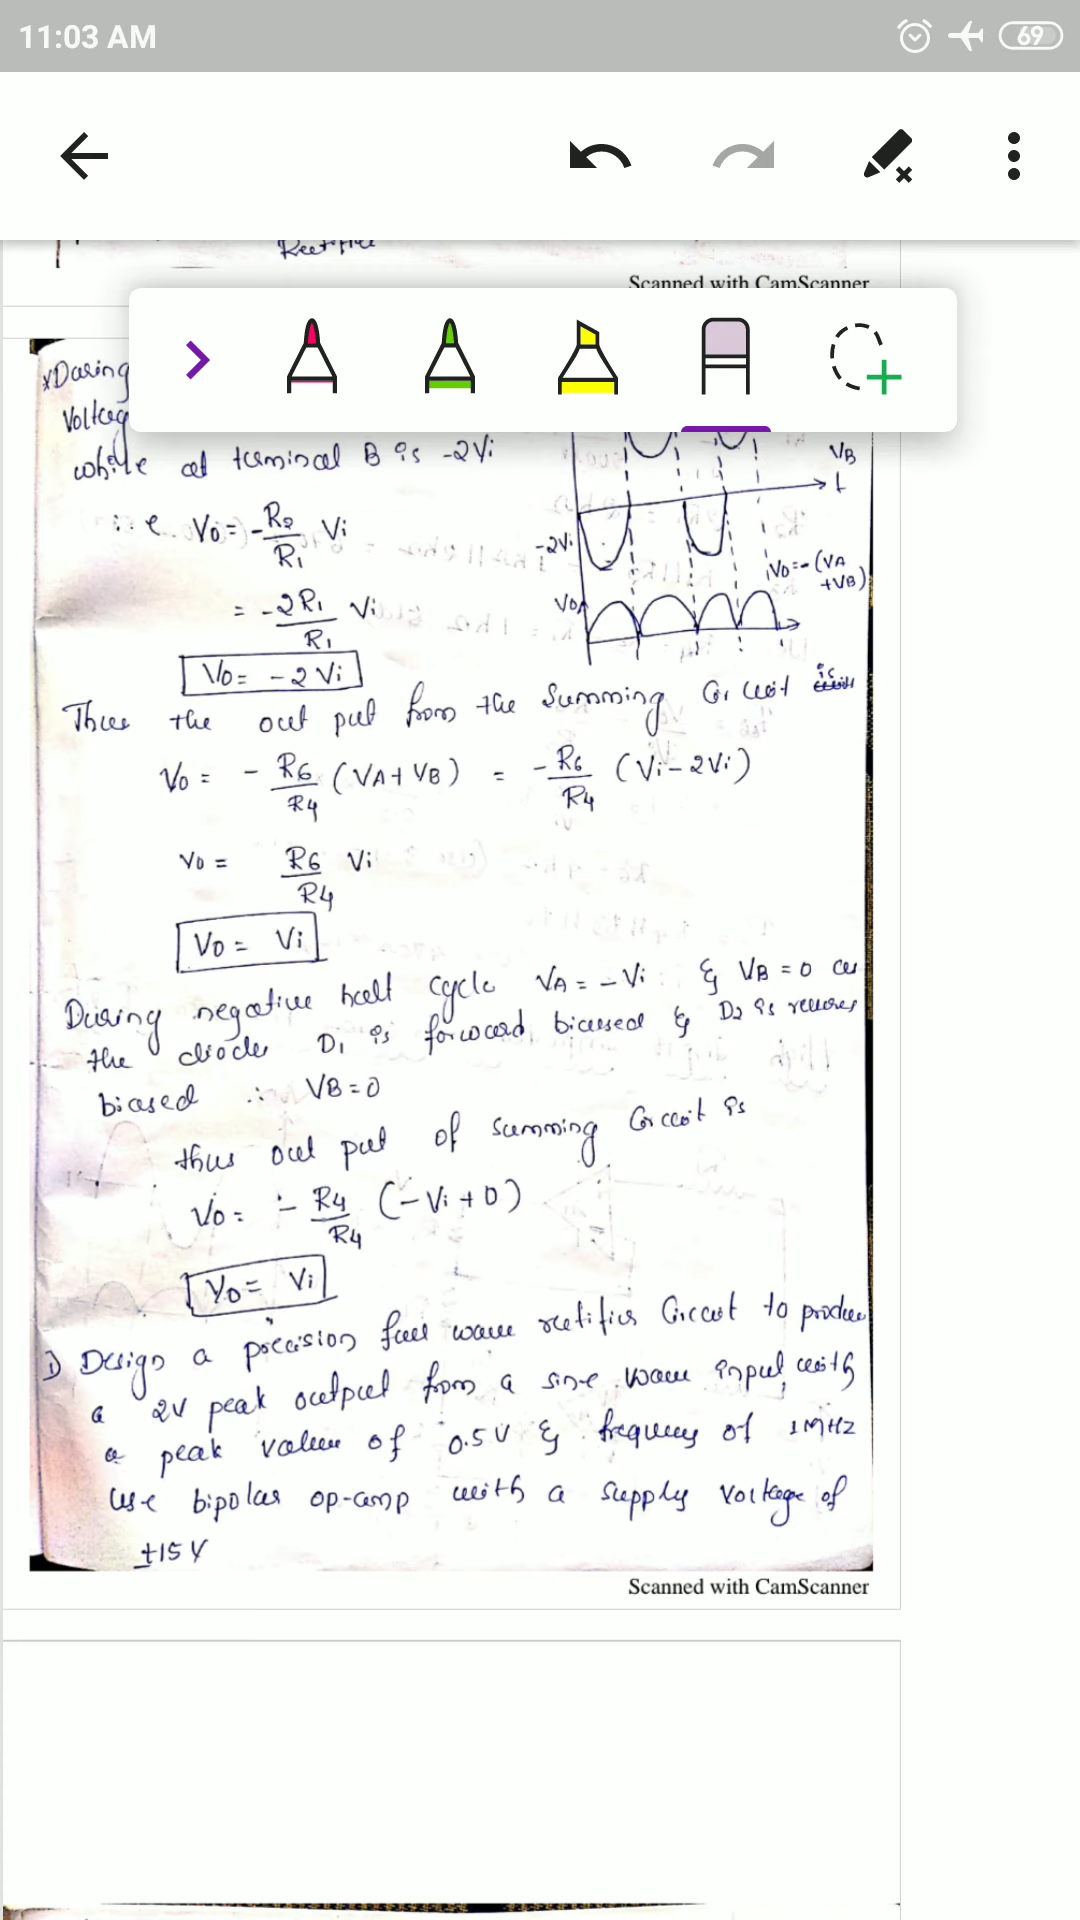 11:03 AM
69
Rectifier
Scanned with CamScanner
x During
Voltag
while at terminal B is -2Vi
VB
t
i.e. Vo = -R2/R1 Vi
-2Vi
Vo = -(VA
+VB)
= -2R1/R1 Vi
Vo
Vo = -2 Vi
Thus the out put from the Summing Circuit is
Vo = - R6/R4 (VA + VB) = - R6/R4 (Vi - 2Vi)
Vo = R6/R4 Vi
Vo = Vi
During negative half cycle VA = -Vi & VB = 0 as
the diode D1 is forward biased & D2 is reverse
biased ∴ VB = 0
thus out put of summing Circuit is
Vo = - R4/R4 (-Vi + 0)
Vo = Vi
1) Design a precision full wave rectifier Circuit to produce
a 2V peak output from a sine wave input with
a peak value of 0.5V & frequency of 1MHz
use bipolar op-amp with a supply voltage of
±15V
Scanned with CamScanner